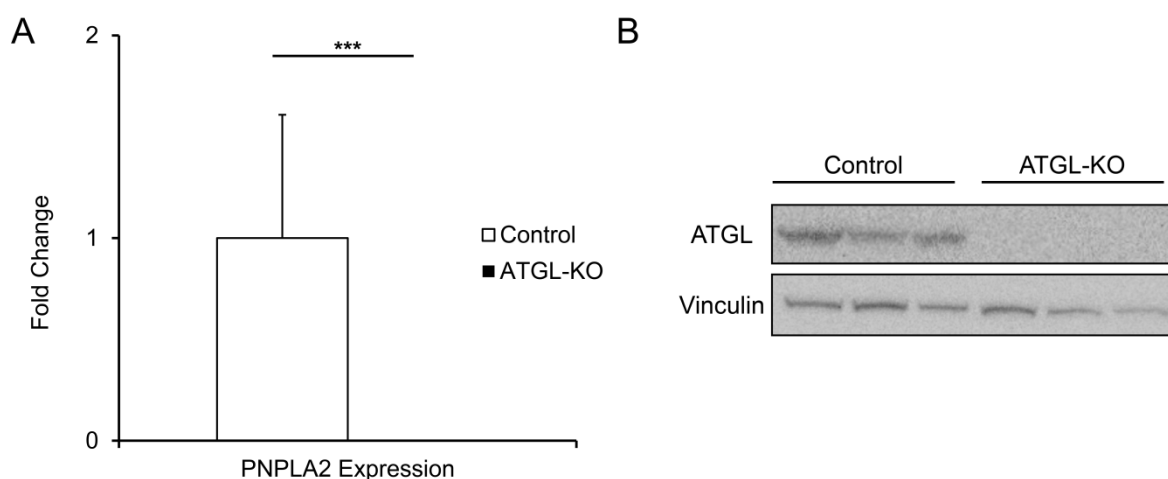 A
2
***
1
0
Fold Change
Control
ATGL-KO
PNPLA2 Expression
B
Control ATGL-KO
ATGL
Vinculin